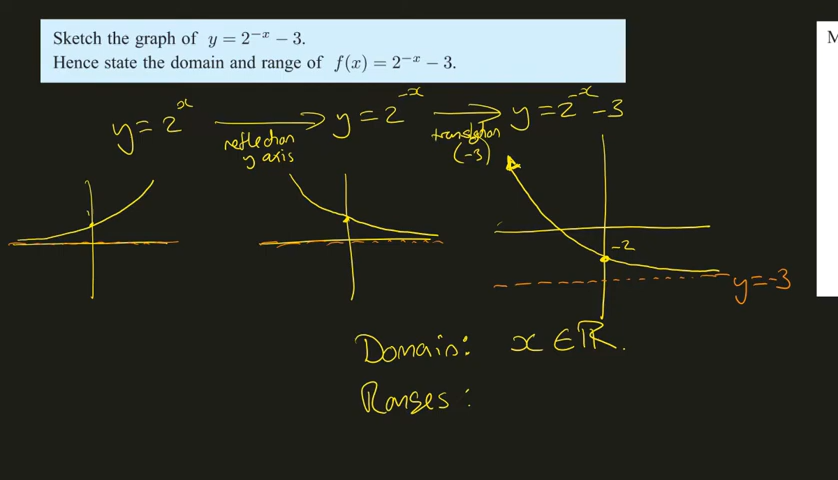 Sketch the graph of y = 2^{-x} − 3.
Hence state the domain and range of f(x) = 2^{-x} − 3.
M
y = 2^x
reflection
y axis
y = 2^{-x}
translation
(-3)
y = 2^{-x} - 3
-2
y = -3
Domain: x ∈ ℝ.
Ranges :